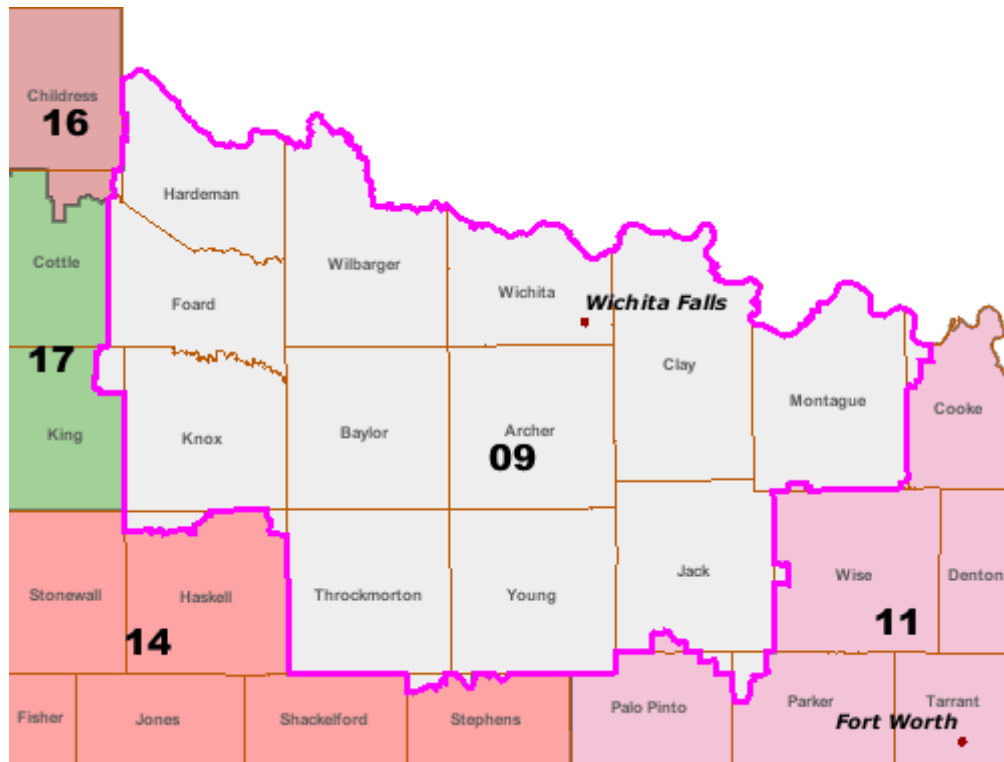 Childress
16
Hardeman
Cottle
Wilbarger
Foard
Wichita
Wichita Falls
17
Clay
Montague
Cooke
King
Knox
Baylor
Archer
09
Stonewall
Haskell
Throckmorton
Young
Jack
Wise
Denton
14
11
Fisher
Jones
Shackelford
Stephens
Palo Pinto
Parker
Tarrant
Fort Worth